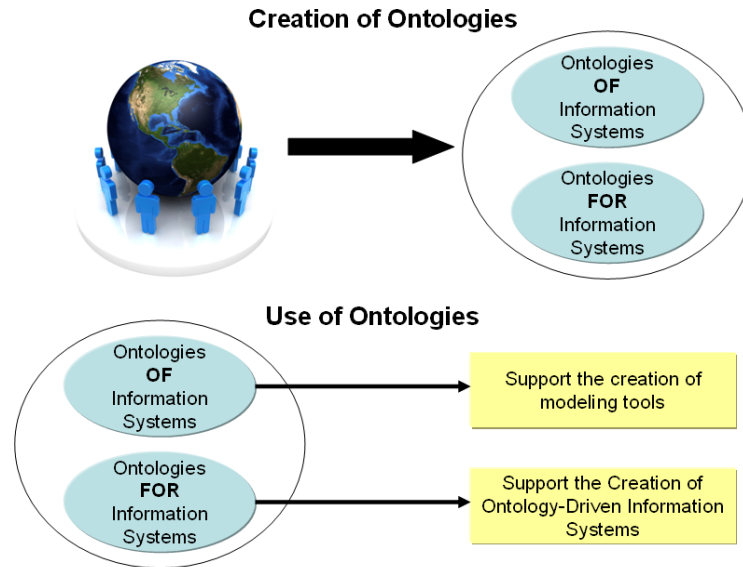 Creation of Ontologies
Ontologies
OF
Information
Systems
Ontologies
FOR
Information
Systems
Use of Ontologies
Ontologies
OF
Information
Systems
Support the creation of
modeling tools
Ontologies
FOR
Information
Systems
Support the Creation of
Ontology-Driven Information
Systems